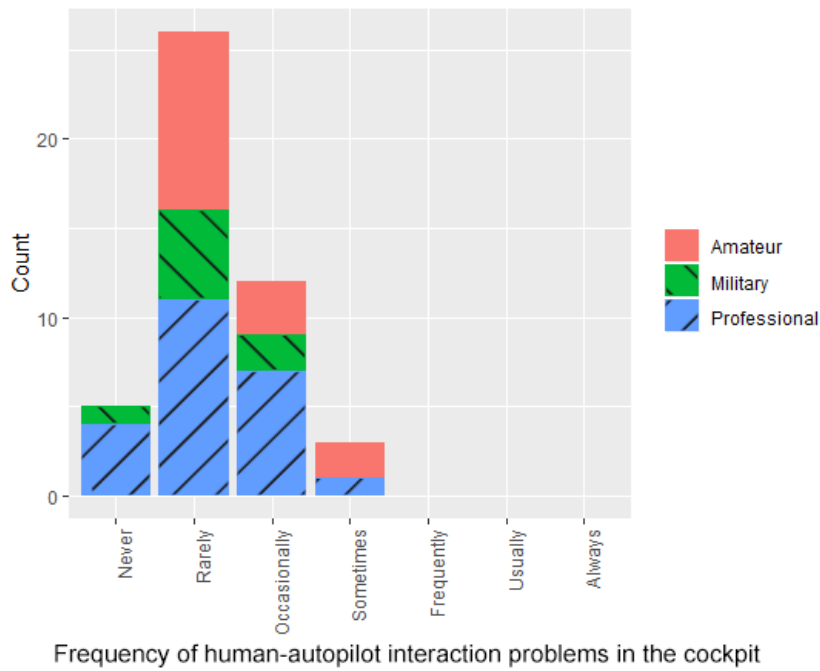 Count
20
10
0
Never
Rarely
Occasionally
Sometimes
Frequently
Usually
Always
Frequency of human-autopilot interaction problems in the cockpit
Amateur
Military
Professional